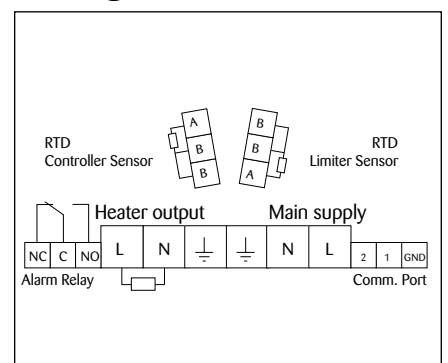 A
B
B
B
B
A
RTD
Controller Sensor
RTD
Limiter Sensor
Heater output
Main supply
NC C NO L N N L 2 1 GND
Alarm Relay
Comm. Port